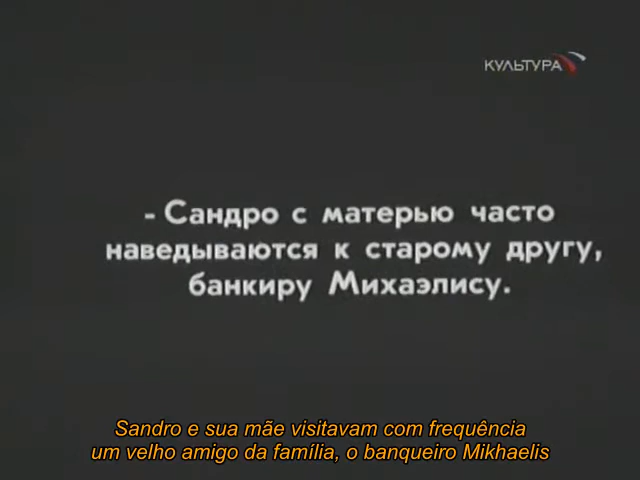 КУЛЬТУРА
- Сандро с матерью часто
наведываются к старому другу,
банкиру Михаэлису.
Sandro e sua mãe visitavam com frequência
um velho amigo da família, o banqueiro Mikhaelis